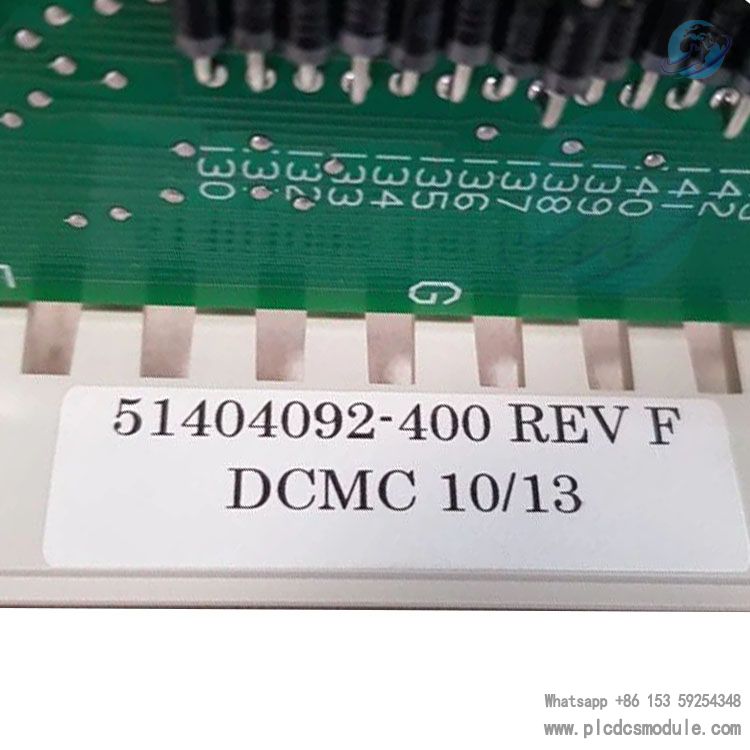 130 131 132 133 134 135 136 137 138 139 140 141 142
G
51404092-400 REV F
DCMC 10/13
Whatsapp +86 153 59254348
www.plcdcsmodule.com